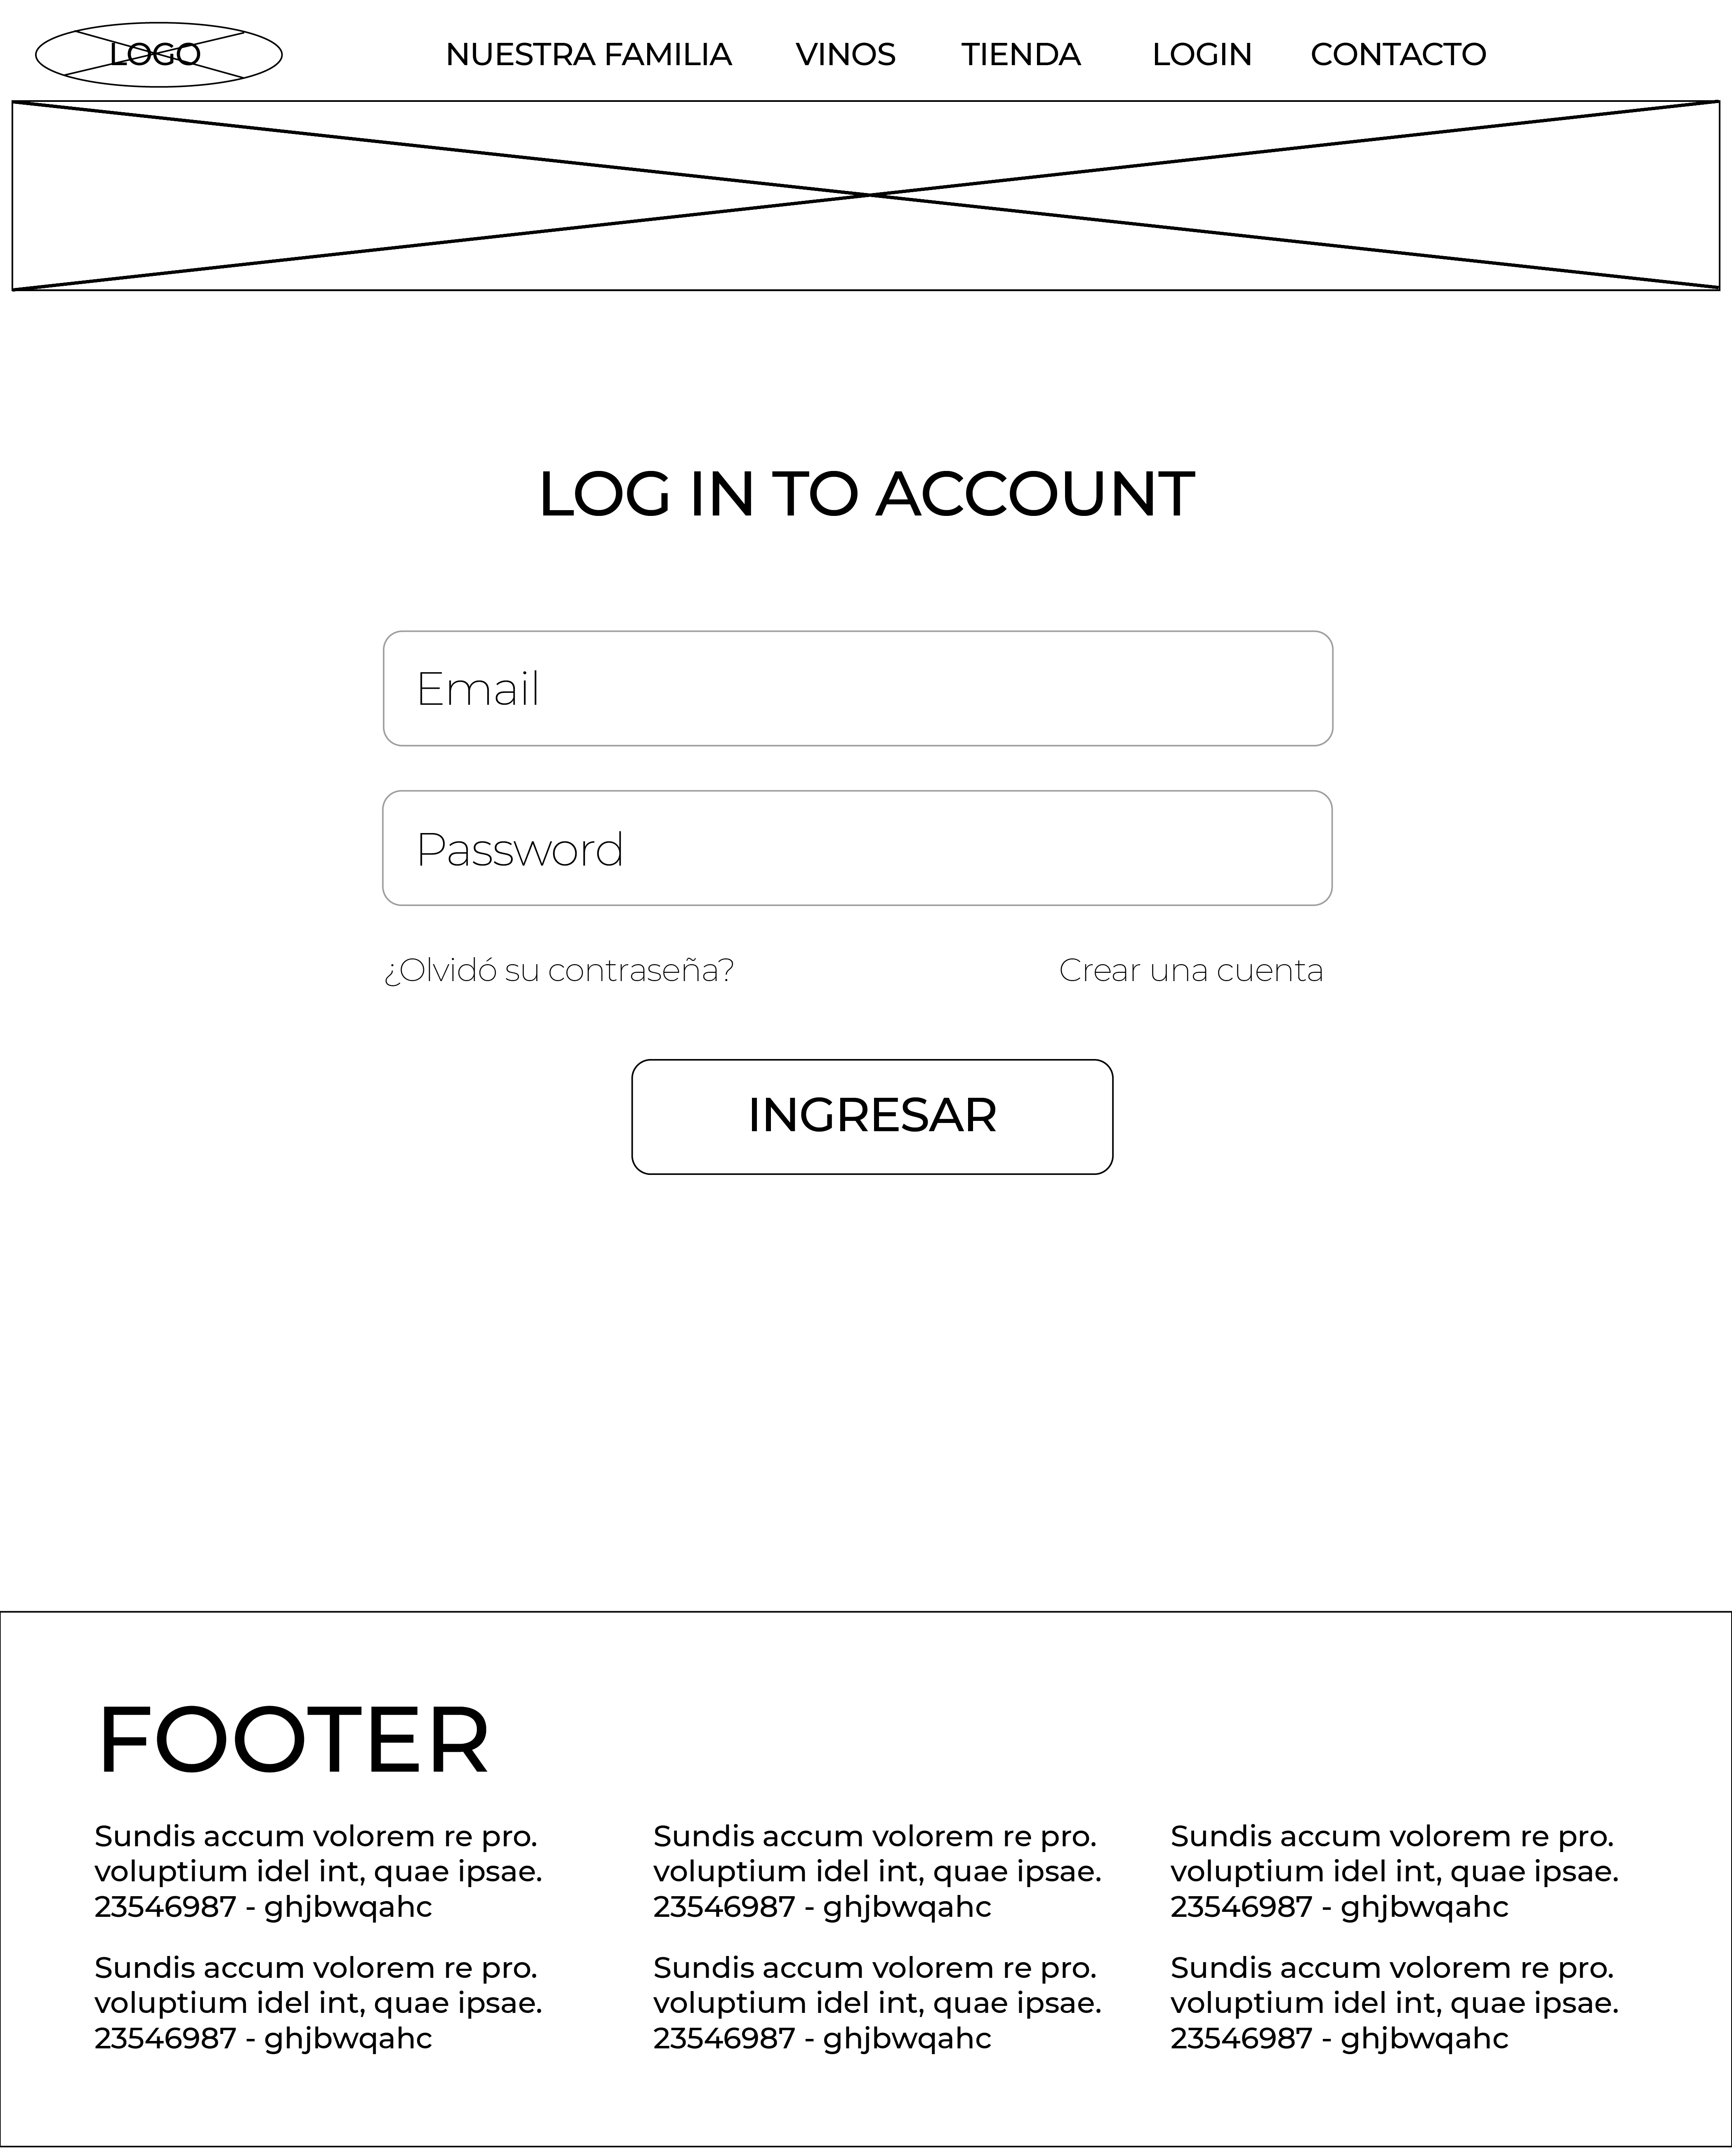 LOGO
NUESTRA FAMILIA VINOS TIENDA LOGIN CONTACTO
LOG IN TO ACCOUNT
Email
Password
¿Olvidó su contraseña? Crear una cuenta
INGRESAR
FOOTER
Sundis accum volorem re pro.
voluptium idel int, quae ipsae.
23546987 - ghjbwqahc
Sundis accum volorem re pro.
voluptium idel int, quae ipsae.
23546987 - ghjbwqahc
Sundis accum volorem re pro.
voluptium idel int, quae ipsae.
23546987 - ghjbwqahc
Sundis accum volorem re pro.
voluptium idel int, quae ipsae.
23546987 - ghjbwqahc
Sundis accum volorem re pro.
voluptium idel int, quae ipsae.
23546987 - ghjbwqahc
Sundis accum volorem re pro.
voluptium idel int, quae ipsae.
23546987 - ghjbwqahc